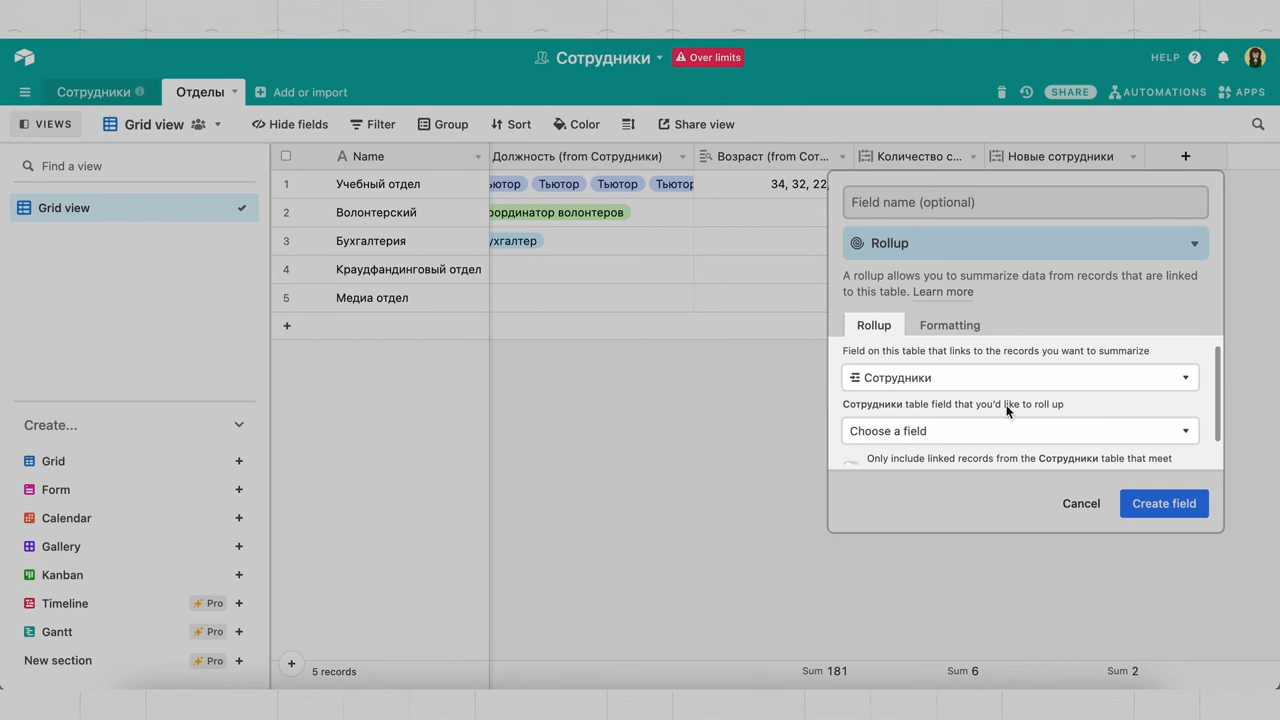 Сотрудники
Over limits
HELP
Сотрудники
Отделы
Add or import
SHARE
AUTOMATIONS
APPS
VIEWS
Grid view
Hide fields
Filter
Group
Sort
Color
Share view
Find a view
Grid view
Name
Должность (from Сотрудники)
Возраст (from Сот...
Количество с...
Новые сотрудники
1 Учебный отдел ьютор Тьютор Тьютор Тьютор 34, 32, 22,
2 Волонтерский ординатор волонтеров
3 Бухгалтерия ухгалтер
4 Краудфандинговый отдел
5 Медиа отдел
Field name (optional)
Rollup
A rollup allows you to summarize data from records that are linked
to this table. Learn more
Rollup Formatting
Field on this table that links to the records you want to summarize
Сотрудники
Сотрудники table field that you'd like to roll up
Choose a field
Only include linked records from the Сотрудники table that meet
Cancel
Create field
Create...
Grid
Form
Calendar
Gallery
Kanban
Timeline Pro
Gantt Pro
New section Pro
5 records
Sum 181
Sum 6
Sum 2